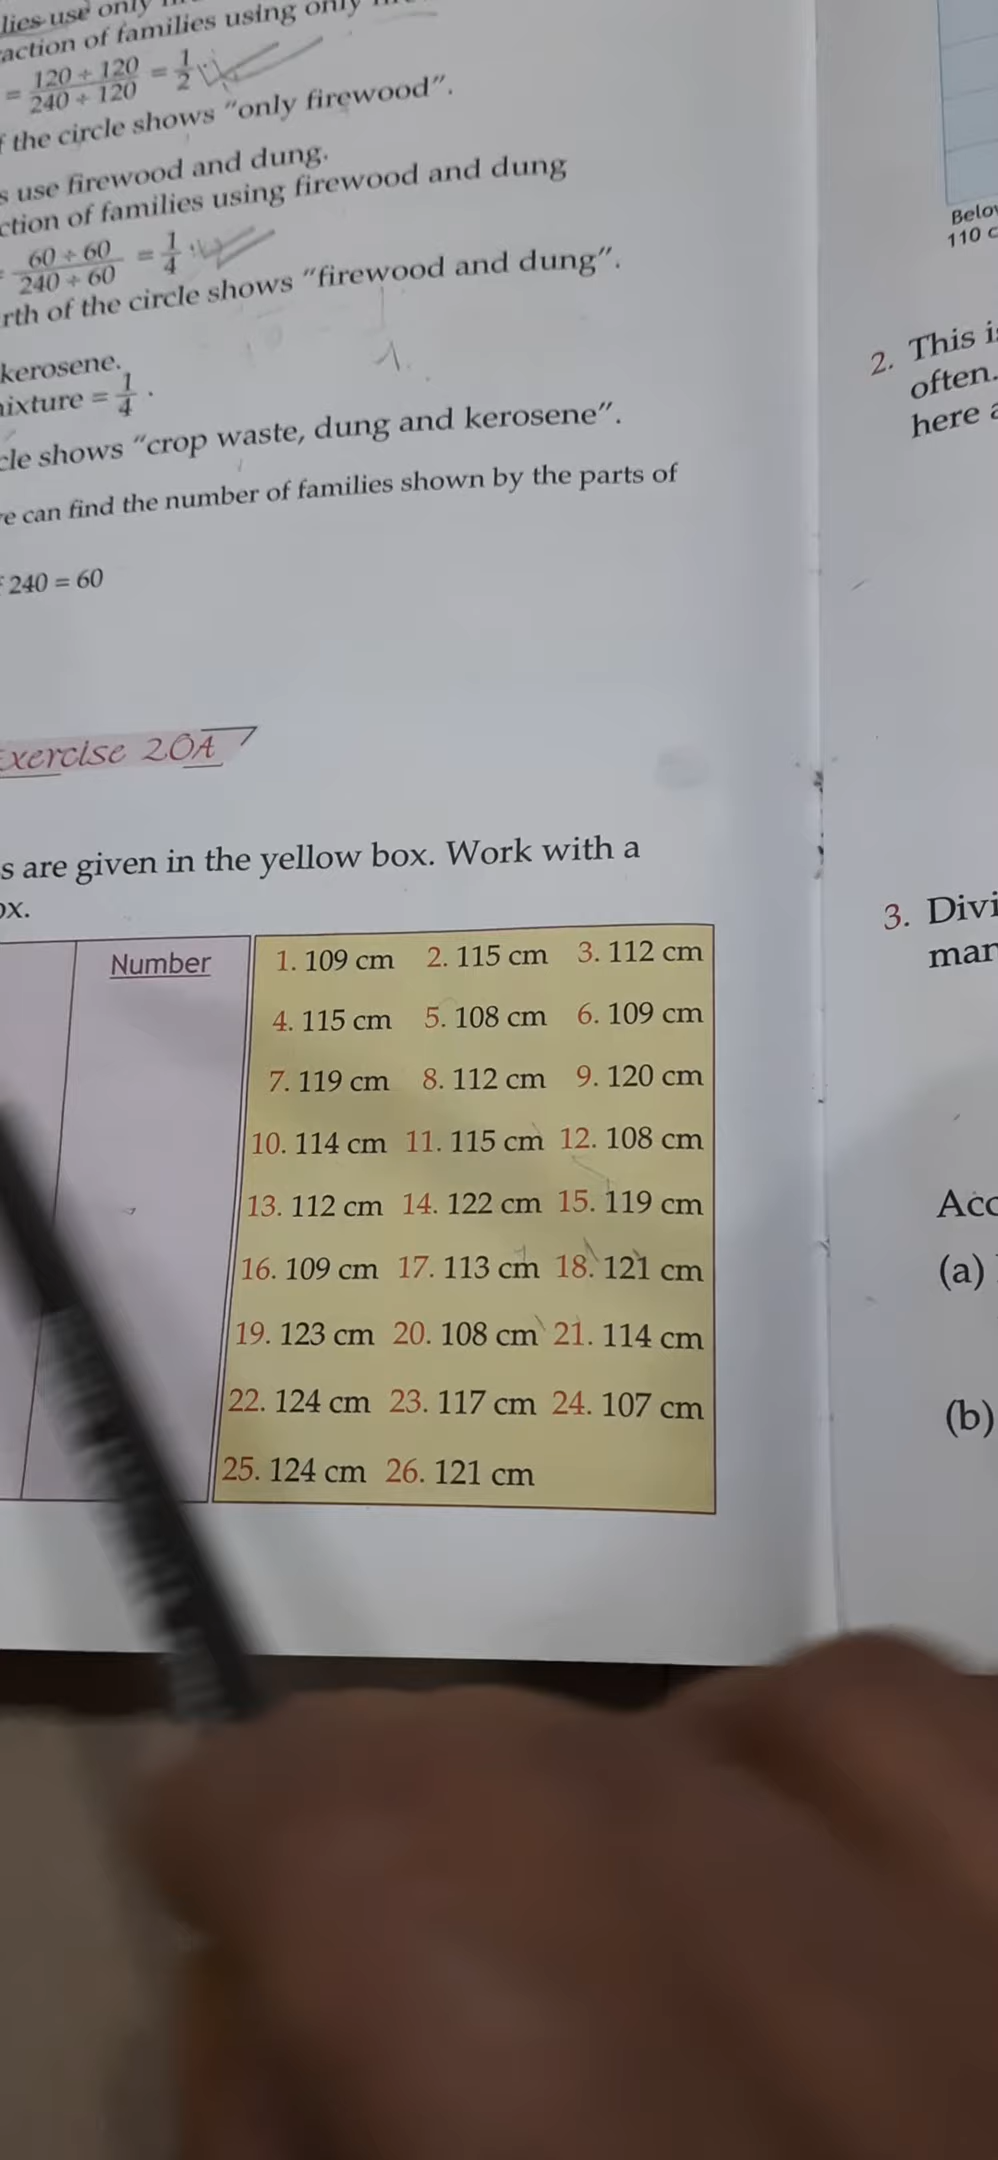 lies use only
action of families using only
= 120 ÷ 120 / 240 ÷ 120 = 1/2
the circle shows "only firewood".
s use firewood and dung.
ction of families using firewood and dung
= 60 ÷ 60 / 240 ÷ 60 = 1/4
rth of the circle shows "firewood and dung".
kerosene.
ixture = 1/4 .
cle shows "crop waste, dung and kerosene".
e can find the number of families shown by the parts of
240 = 60
Exercise 20A
s are given in the yellow box. Work with a
ox.
Number
1. 109 cm 2. 115 cm 3. 112 cm
4. 115 cm 5. 108 cm 6. 109 cm
7. 119 cm 8. 112 cm 9. 120 cm
10. 114 cm 11. 115 cm 12. 108 cm
13. 112 cm 14. 122 cm 15. 119 cm
16. 109 cm 17. 113 cm 18. 121 cm
19. 123 cm 20. 108 cm 21. 114 cm
22. 124 cm 23. 117 cm 24. 107 cm
25. 124 cm 26. 121 cm
Belo
110 c
2. This i
often.
here a
3. Divi
mar
Acc
(a)
(b)